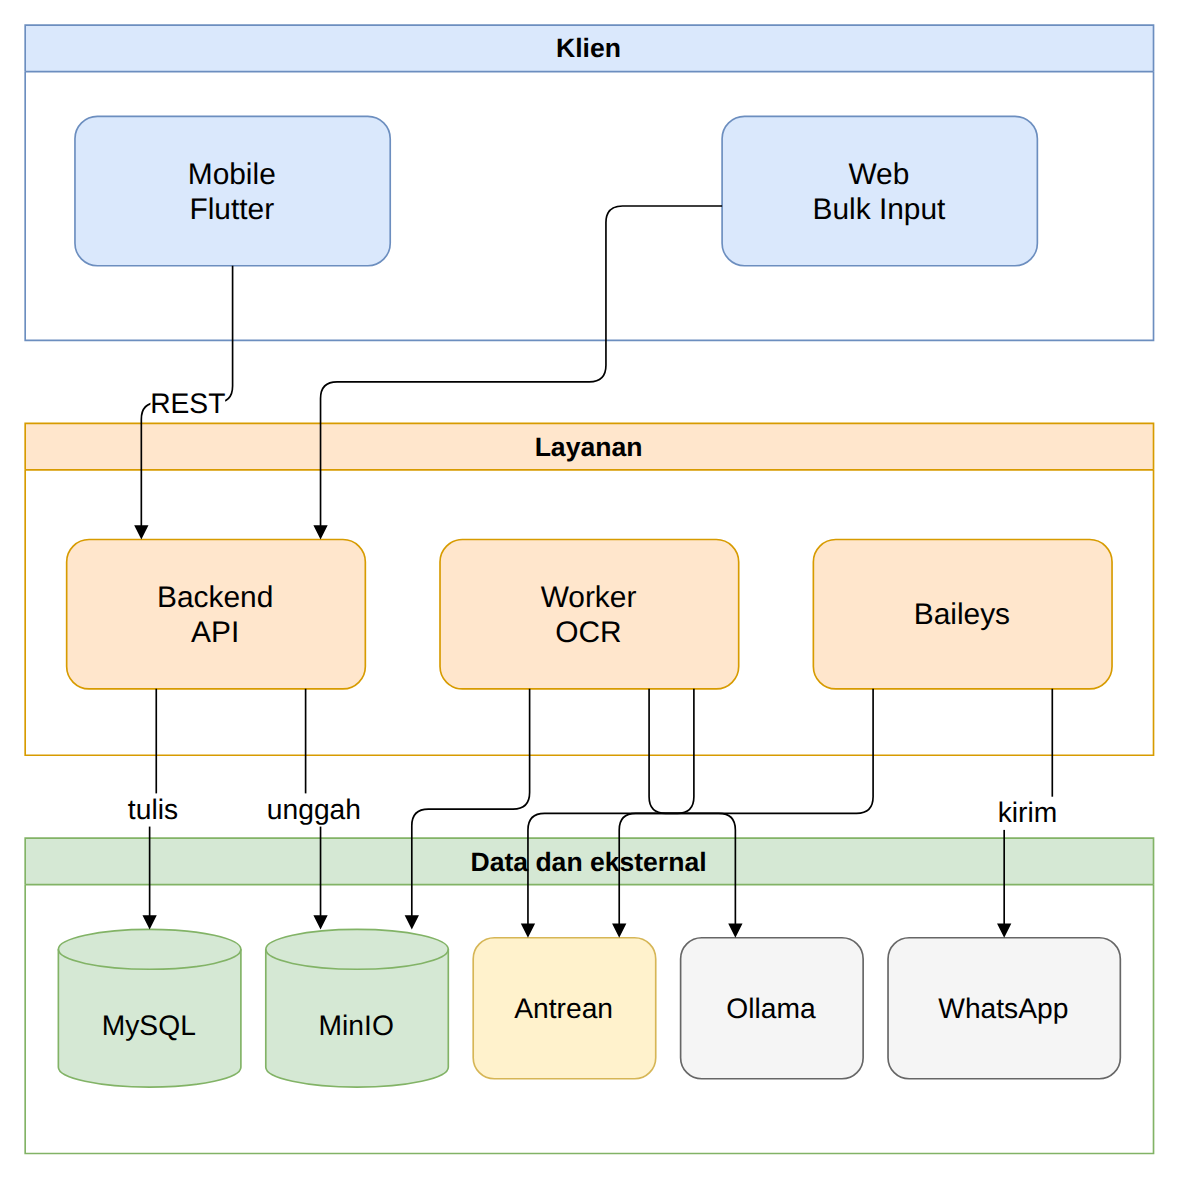 Klien
Mobile
Flutter
Web
Bulk Input
REST
Layanan
Backend
API
Worker
OCR
Baileys
tulis
unggah
kirim
Data dan eksternal
MySQL
MinIO
Antrean
Ollama
WhatsApp